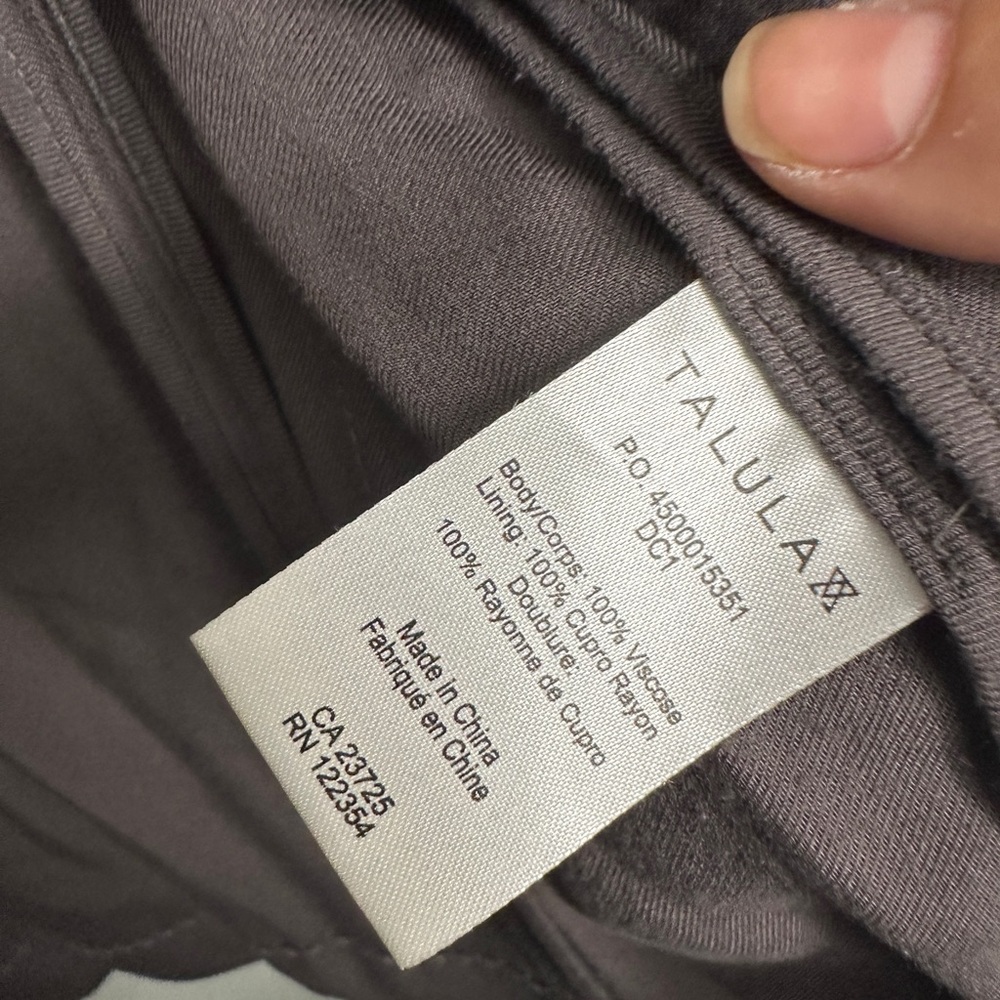 TALULA
PO. 4500015351
DC1
Body/Corps: 100% Viscose
Lining: 100% Cupro Rayon
Doublure:
100% Rayonne de Cupro
Made in China
Fabriqué en Chine
CA 23725
RN 122354